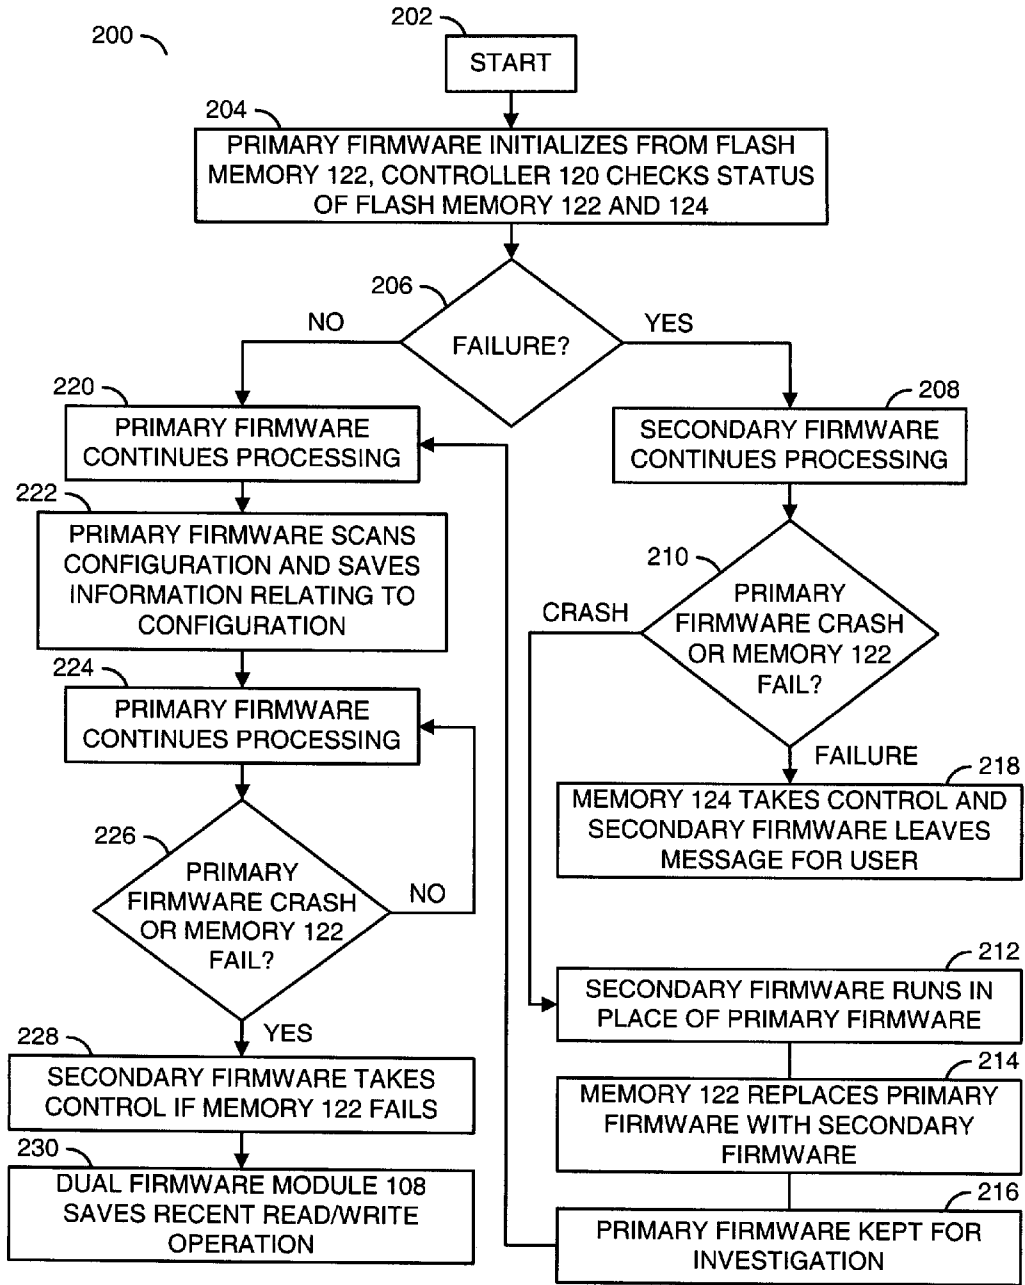 200
202
START
204
PRIMARY FIRMWARE INITIALIZES FROM FLASH
MEMORY 122, CONTROLLER 120 CHECKS STATUS
OF FLASH MEMORY 122 AND 124
206
FAILURE?
NO
YES
220
PRIMARY FIRMWARE
CONTINUES PROCESSING
222
PRIMARY FIRMWARE SCANS
CONFIGURATION AND SAVES
INFORMATION RELATING TO
CONFIGURATION
224
PRIMARY FIRMWARE
CONTINUES PROCESSING
226
PRIMARY
FIRMWARE CRASH
OR MEMORY 122
FAIL?
NO
YES
228
SECONDARY FIRMWARE TAKES
CONTROL IF MEMORY 122 FAILS
230
DUAL FIRMWARE MODULE 108
SAVES RECENT READ/WRITE
OPERATION
208
SECONDARY FIRMWARE
CONTINUES PROCESSING
210
PRIMARY
FIRMWARE CRASH
OR MEMORY 122
FAIL?
CRASH
FAILURE
218
MEMORY 124 TAKES CONTROL AND
SECONDARY FIRMWARE LEAVES
MESSAGE FOR USER
212
SECONDARY FIRMWARE RUNS IN
PLACE OF PRIMARY FIRMWARE
214
MEMORY 122 REPLACES PRIMARY
FIRMWARE WITH SECONDARY
FIRMWARE
216
PRIMARY FIRMWARE KEPT FOR
INVESTIGATION